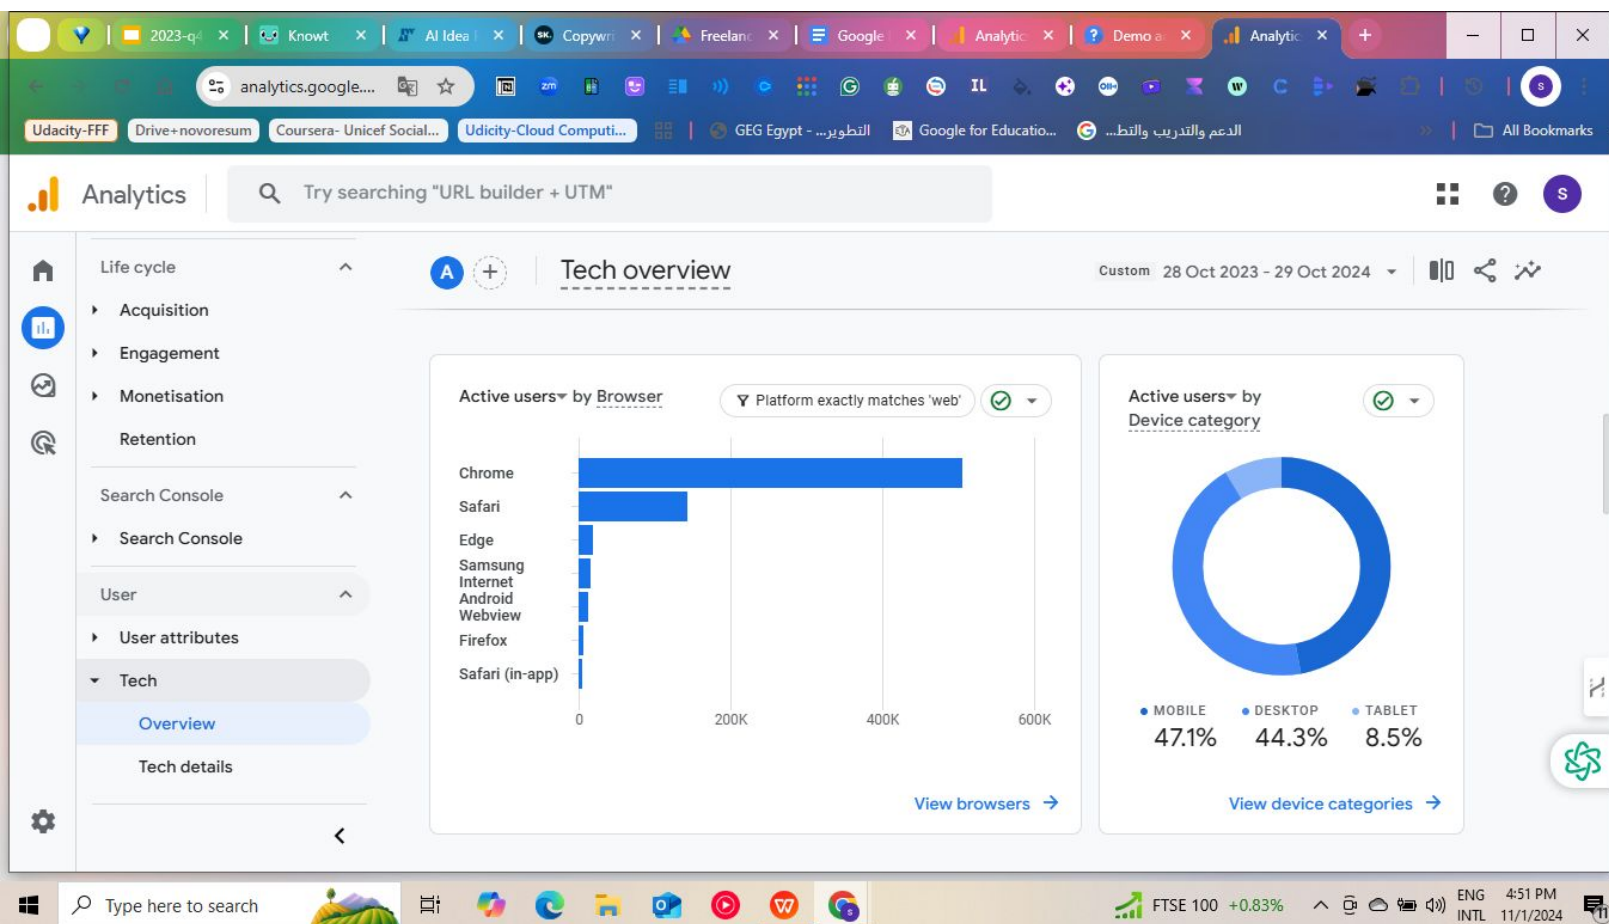 2023-q4
Knowt
AI Idea
Copywri
Freelanc
Google
Analytic
Demo a
Analytic
analytics.google....
zm
IL
Udacity-FFF
Drive+novoresum
Coursera- Unicef Social...
Udicity-Cloud Computi...
GEG Egypt - التطوير...
Google for Educatio...
الدعم والتدريب والتط...
All Bookmarks
Analytics
Try searching "URL builder + UTM"
S
Life cycle
Acquisition
Engagement
Monetisation
Retention
Search Console
Search Console
User
User attributes
Tech
Overview
Tech details
A
Tech overview
Custom 28 Oct 2023 - 29 Oct 2024
Active users by Browser
Platform exactly matches 'web'
Chrome
Safari
Edge
Samsung
Internet
Android
Webview
Firefox
Safari (in-app)
0 200K 400K 600K
View browsers
Active users by
Device category
MOBILE DESKTOP TABLET
47.1% 44.3% 8.5%
View device categories
Type here to search
FTSE 100 +0.83%
ENG
INTL
4:51 PM
11/1/2024